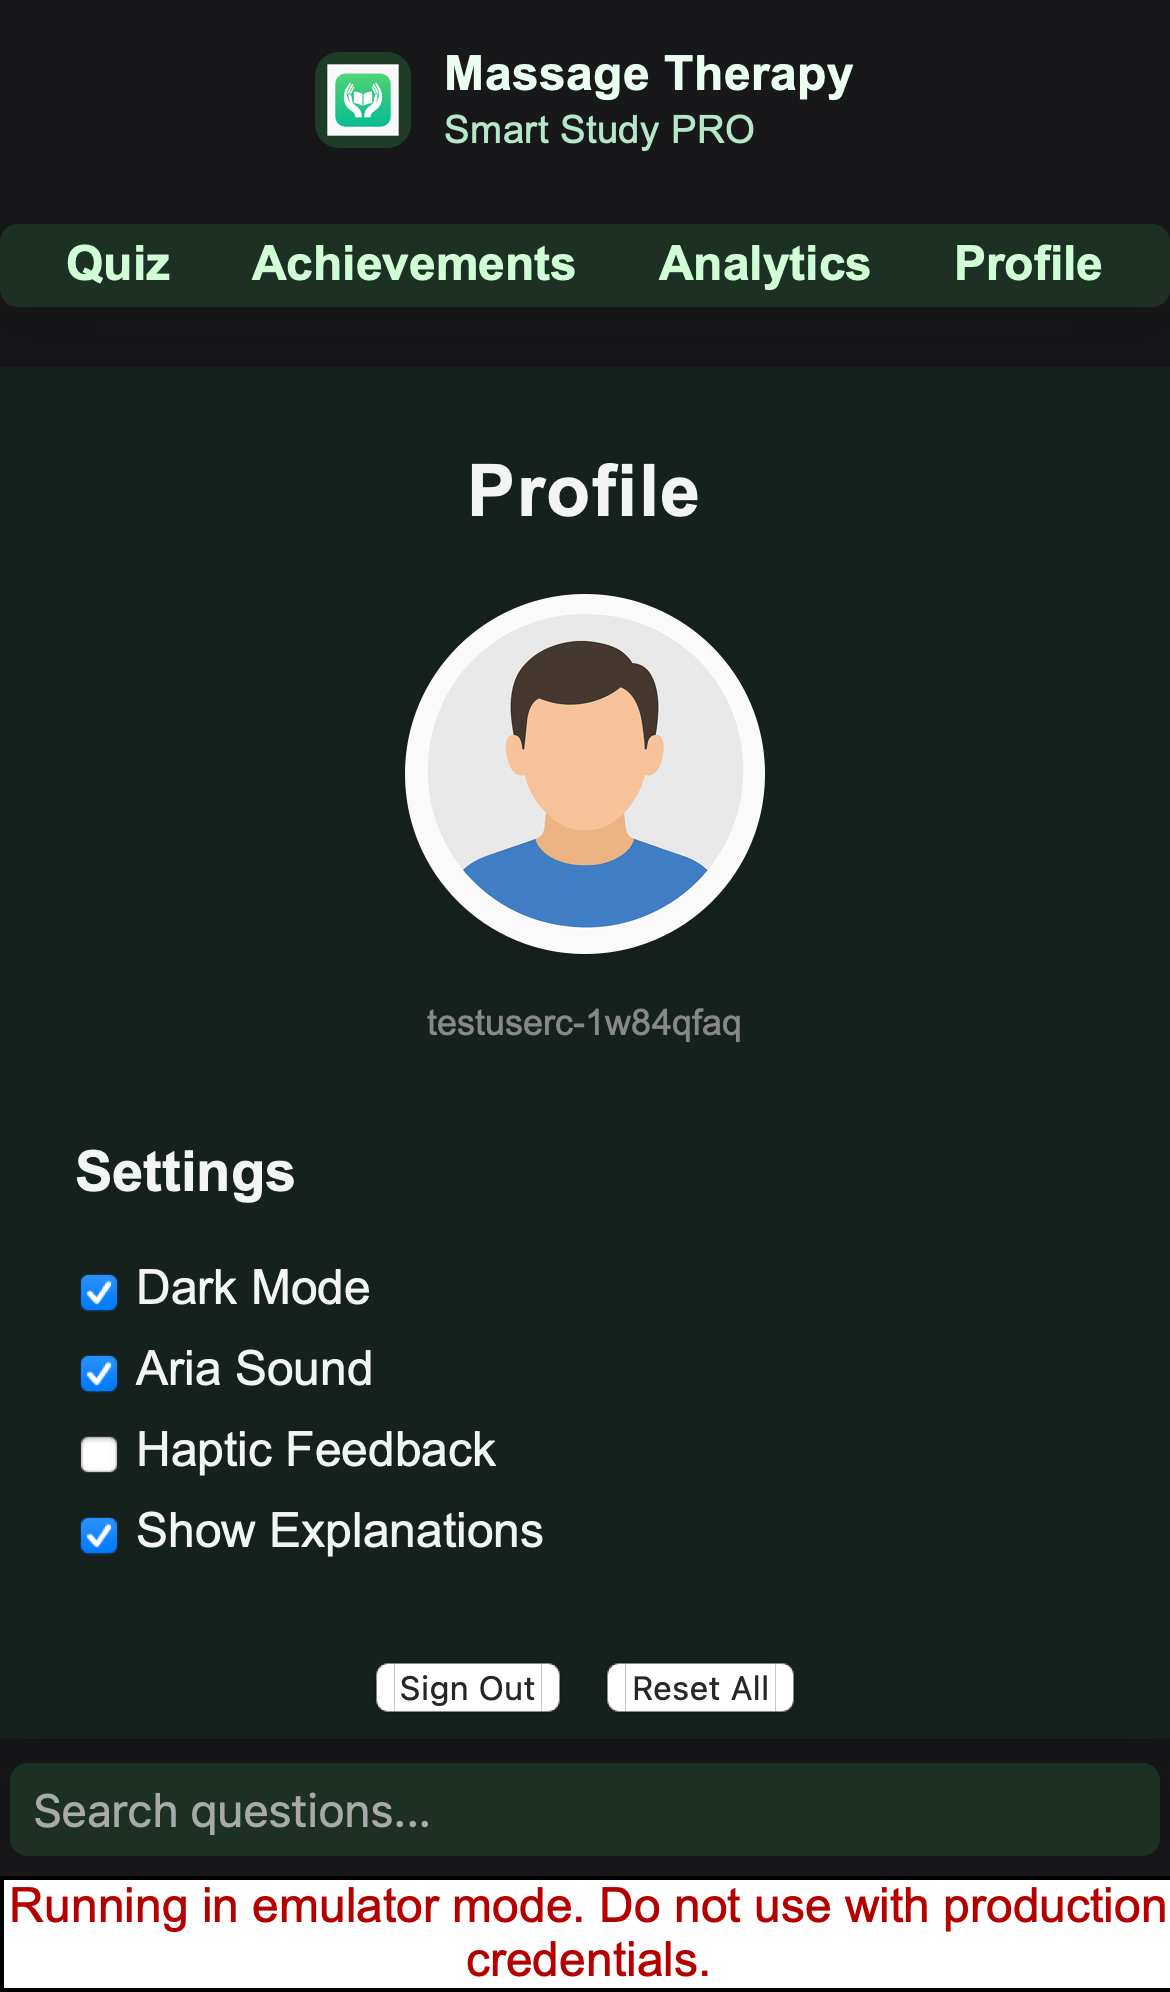 Massage Therapy
Smart Study PRO
Quiz Achievements Analytics Profile
Profile
testuserc-1w84qfaq
Settings
Dark Mode
Aria Sound
Haptic Feedback
Show Explanations
Sign Out Reset All
Search questions...
Running in emulator mode. Do not use with production
credentials.